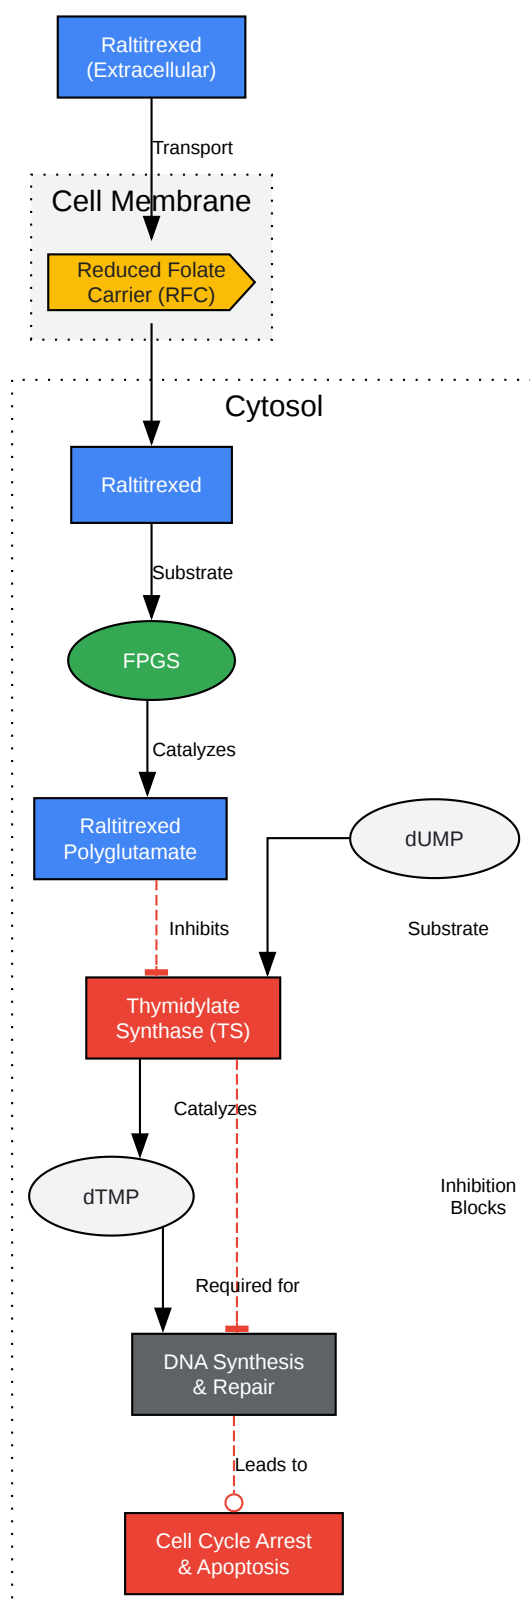 Raltitrexed
(Extracellular)
Transport
Cell Membrane
Reduced Folate
Carrier (RFC)
Cytosol
Raltitrexed
Substrate
FPGS
Catalyzes
Raltitrexed
Polyglutamate
dUMP
Inhibits
Substrate
Thymidylate
Synthase (TS)
Catalyzes
dTMP
Inhibition
Blocks
Required for
DNA Synthesis
& Repair
Leads to
Cell Cycle Arrest
& Apoptosis